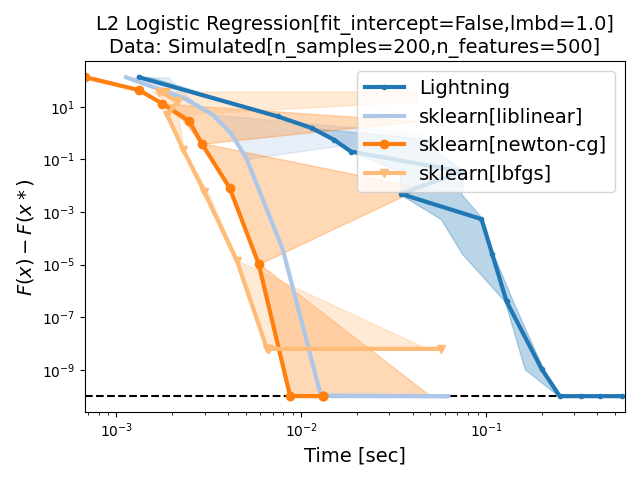 L2 Logistic Regression[fit_intercept=False,lmbd=1.0]
Data: Simulated[n_samples=200,n_features=500]
Lightning
sklearn[liblinear]
sklearn[newton-cg]
sklearn[lbfgs]
F(x) − F(x*)
10¹
10⁻¹
10⁻³
10⁻⁵
10⁻⁷
10⁻⁹
10⁻³
10⁻²
10⁻¹
Time [sec]